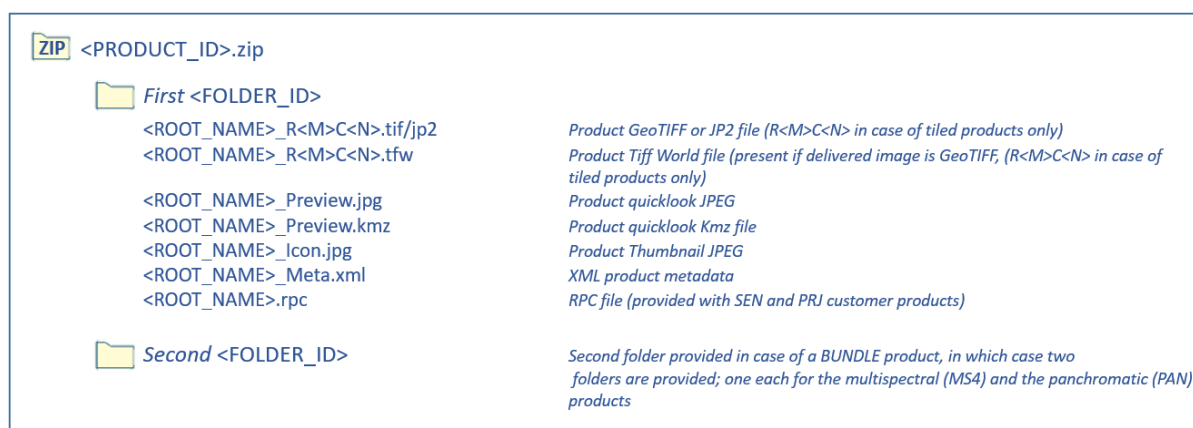 ZIP <PRODUCT_ID>.zip
First <FOLDER_ID>
<ROOT_NAME>_R<M>C<N>.tif/jp2 Product GeoTIFF or JP2 file (R<M>C<N> in case of tiled products only)
<ROOT_NAME>_R<M>C<N>.tfw Product Tiff World file (present if delivered image is GeoTIFF, (R<M>C<N> in case of
tiled products only)
<ROOT_NAME>_Preview.jpg Product quicklook JPEG
<ROOT_NAME>_Preview.kmz Product quicklook Kmz file
<ROOT_NAME>_Icon.jpg Product Thumbnail JPEG
<ROOT_NAME>_Meta.xml XML product metadata
<ROOT_NAME>.rpc RPC file (provided with SEN and PRJ customer products)
Second <FOLDER_ID> Second folder provided in case of a BUNDLE product, in which case two
folders are provided; one each for the multispectral (MS4) and the panchromatic (PAN)
products